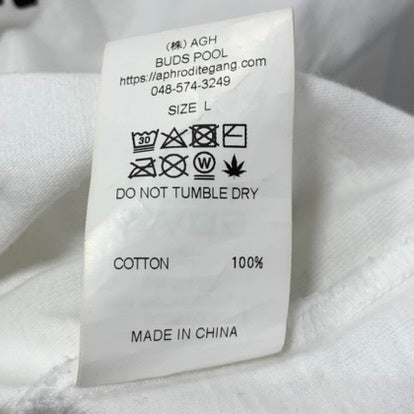 (株) AGH
BUDS POOL
https://aphroditegang.com
048-574-3249
SIZE L
30
W
DO NOT TUMBLE DRY
COTTON 100%
MADE IN CHINA